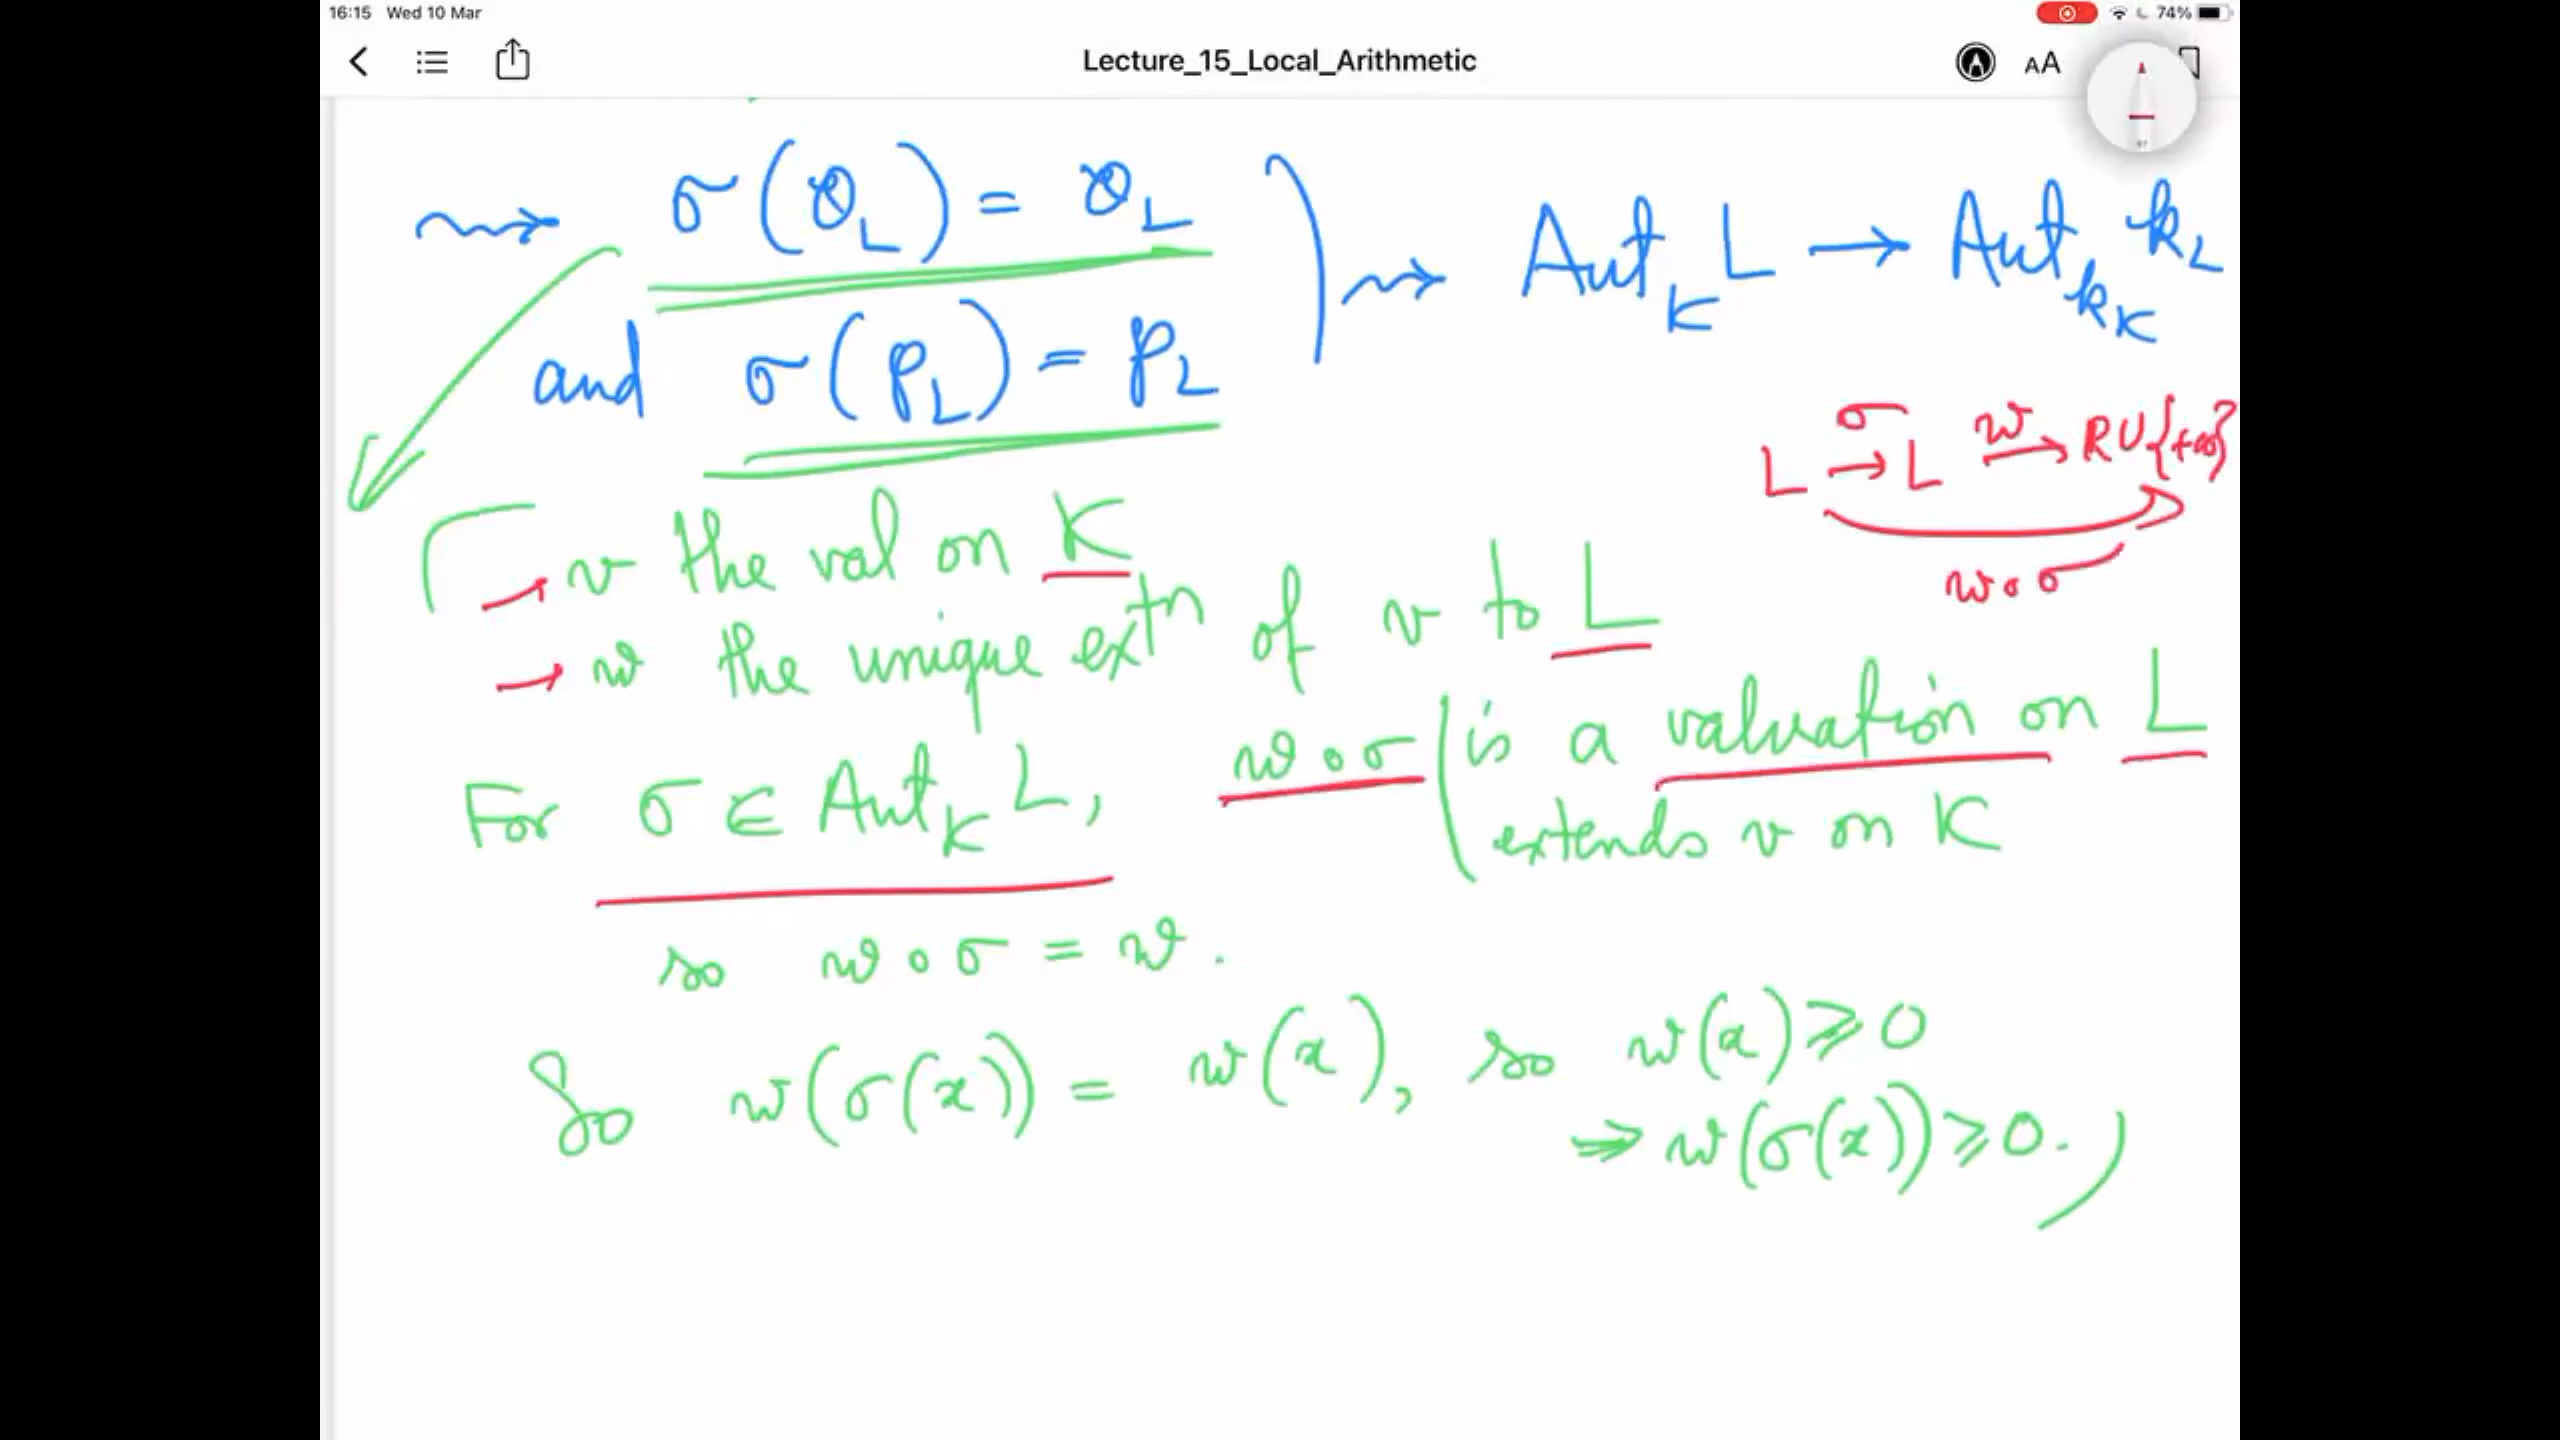 16:15 Wed 10 Mar 74%
Lecture_15_Local_Arithmetic
AA
⇝ σ(O_L) = O_L
and σ(p_L) = p_L ) ⇝ Aut_K L → Aut_{k_K} k_L
L →^σ L →^w R∪{+∞}
w∘σ
→ v the val on K
→ w the unique ext^n of v to L
For σ ∈ Aut_K L, w∘σ ( is a valuation on L
extends v on K
so w∘σ = w.
So w(σ(x)) = w(x), so w(x) ⩾ 0
⇒ w(σ(x)) ⩾ 0. )